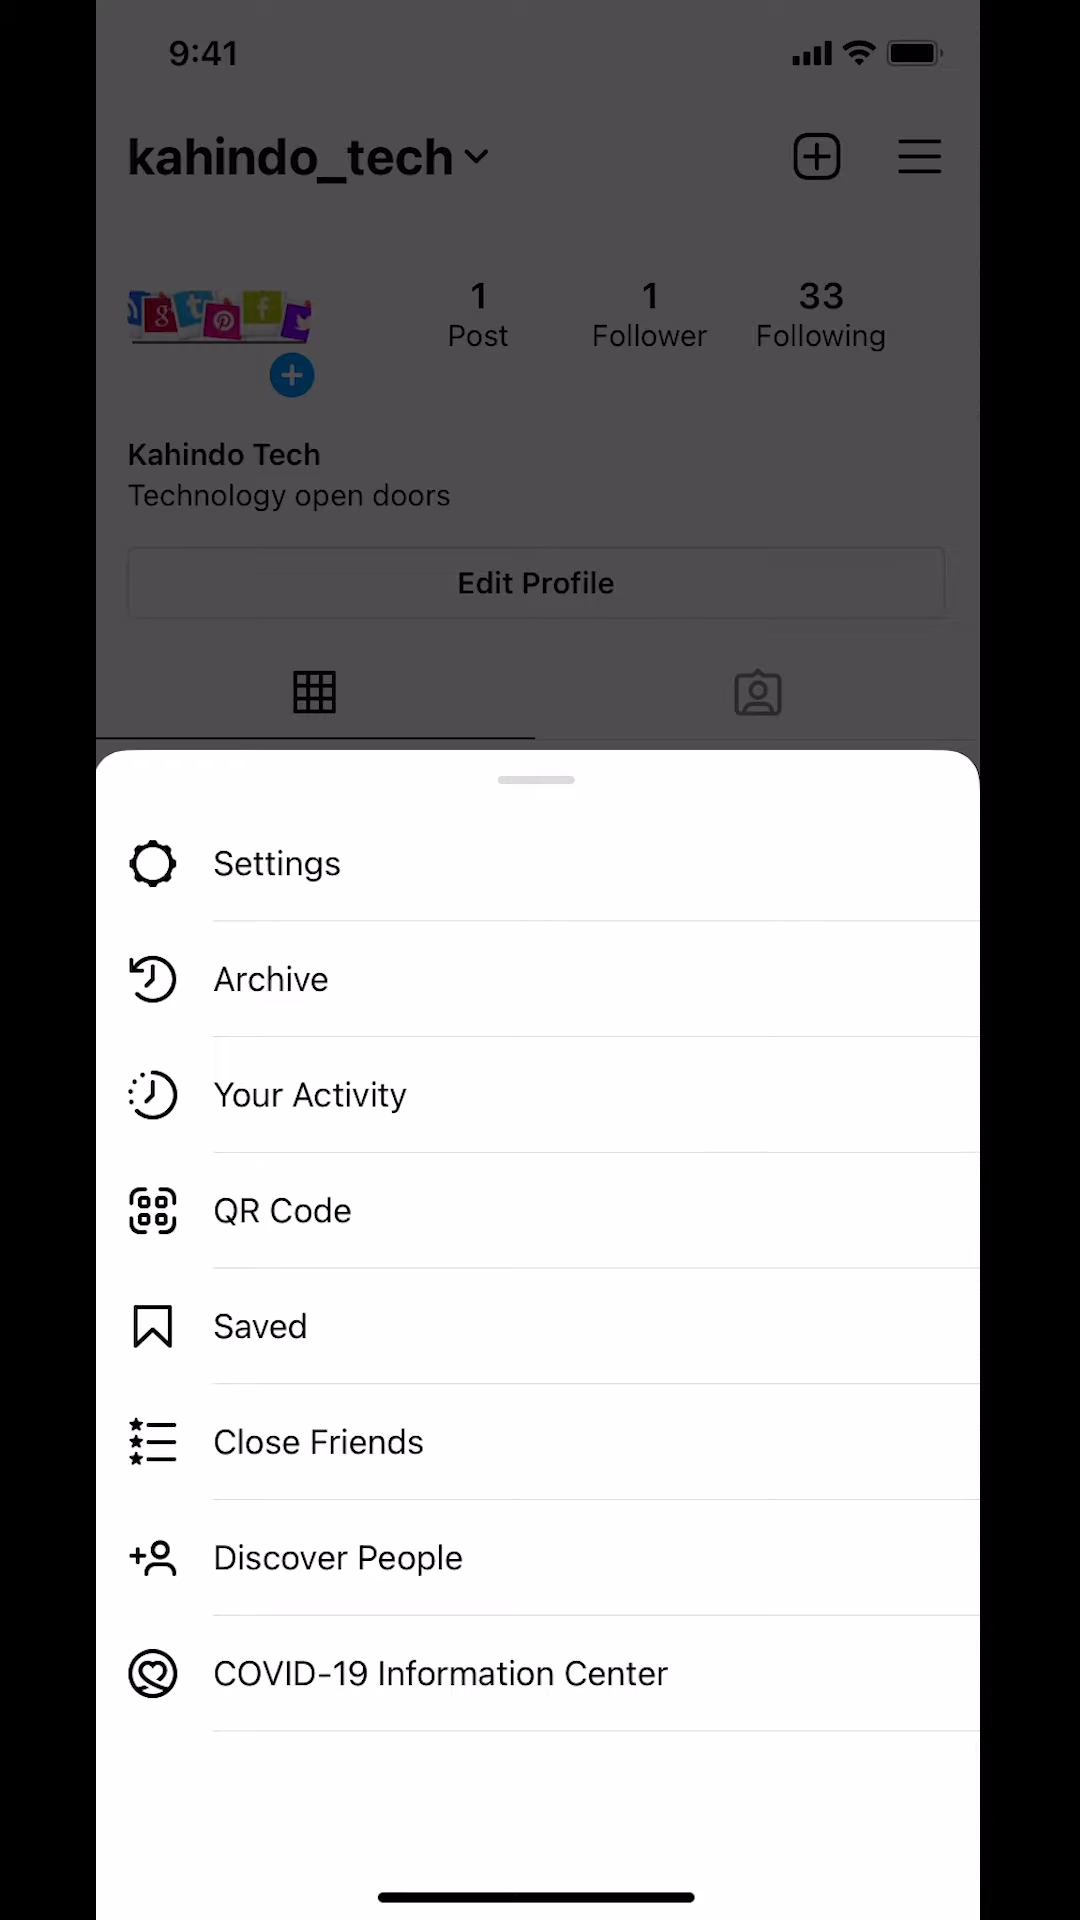 9:41
kahindo_tech
1 1 33
Post Follower Following
Kahindo Tech
Technology open doors
Edit Profile
Settings
Archive
Your Activity
QR Code
Saved
Close Friends
Discover People
COVID-19 Information Center